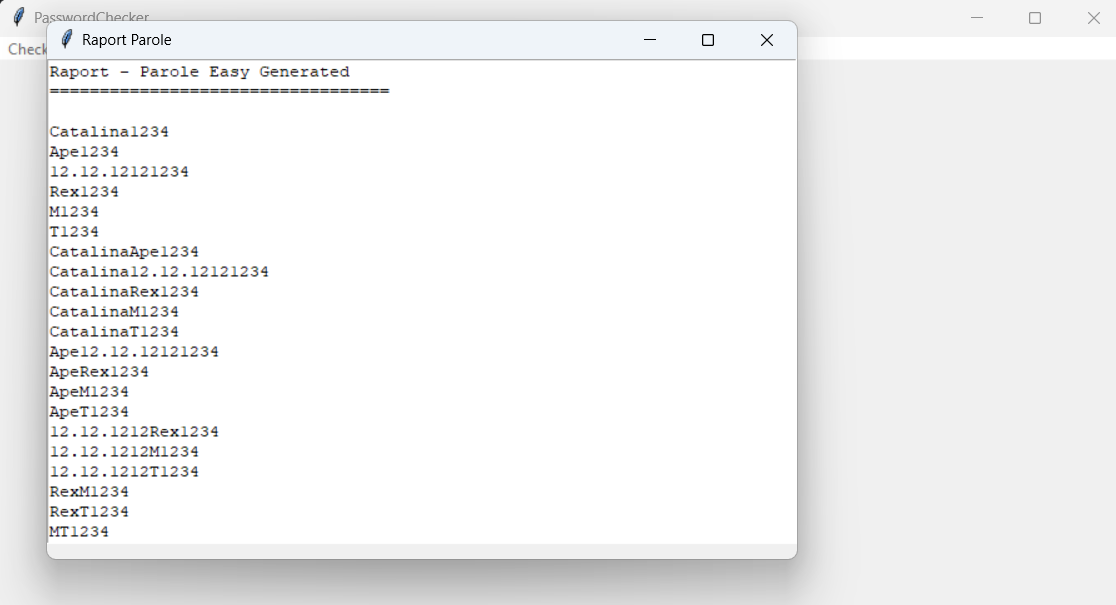 PasswordChecker
Check
Raport Parole
Raport - Parole Easy Generated
==================================
Catalina1234
Ape1234
12.12.12121234
Rex1234
M1234
T1234
CatalinaApe1234
Catalina12.12.12121234
CatalinaRex1234
CatalinaM1234
CatalinaT1234
Ape12.12.12121234
ApeRex1234
ApeM1234
ApeT1234
12.12.1212Rex1234
12.12.1212M1234
12.12.1212T1234
RexM1234
RexT1234
MT1234